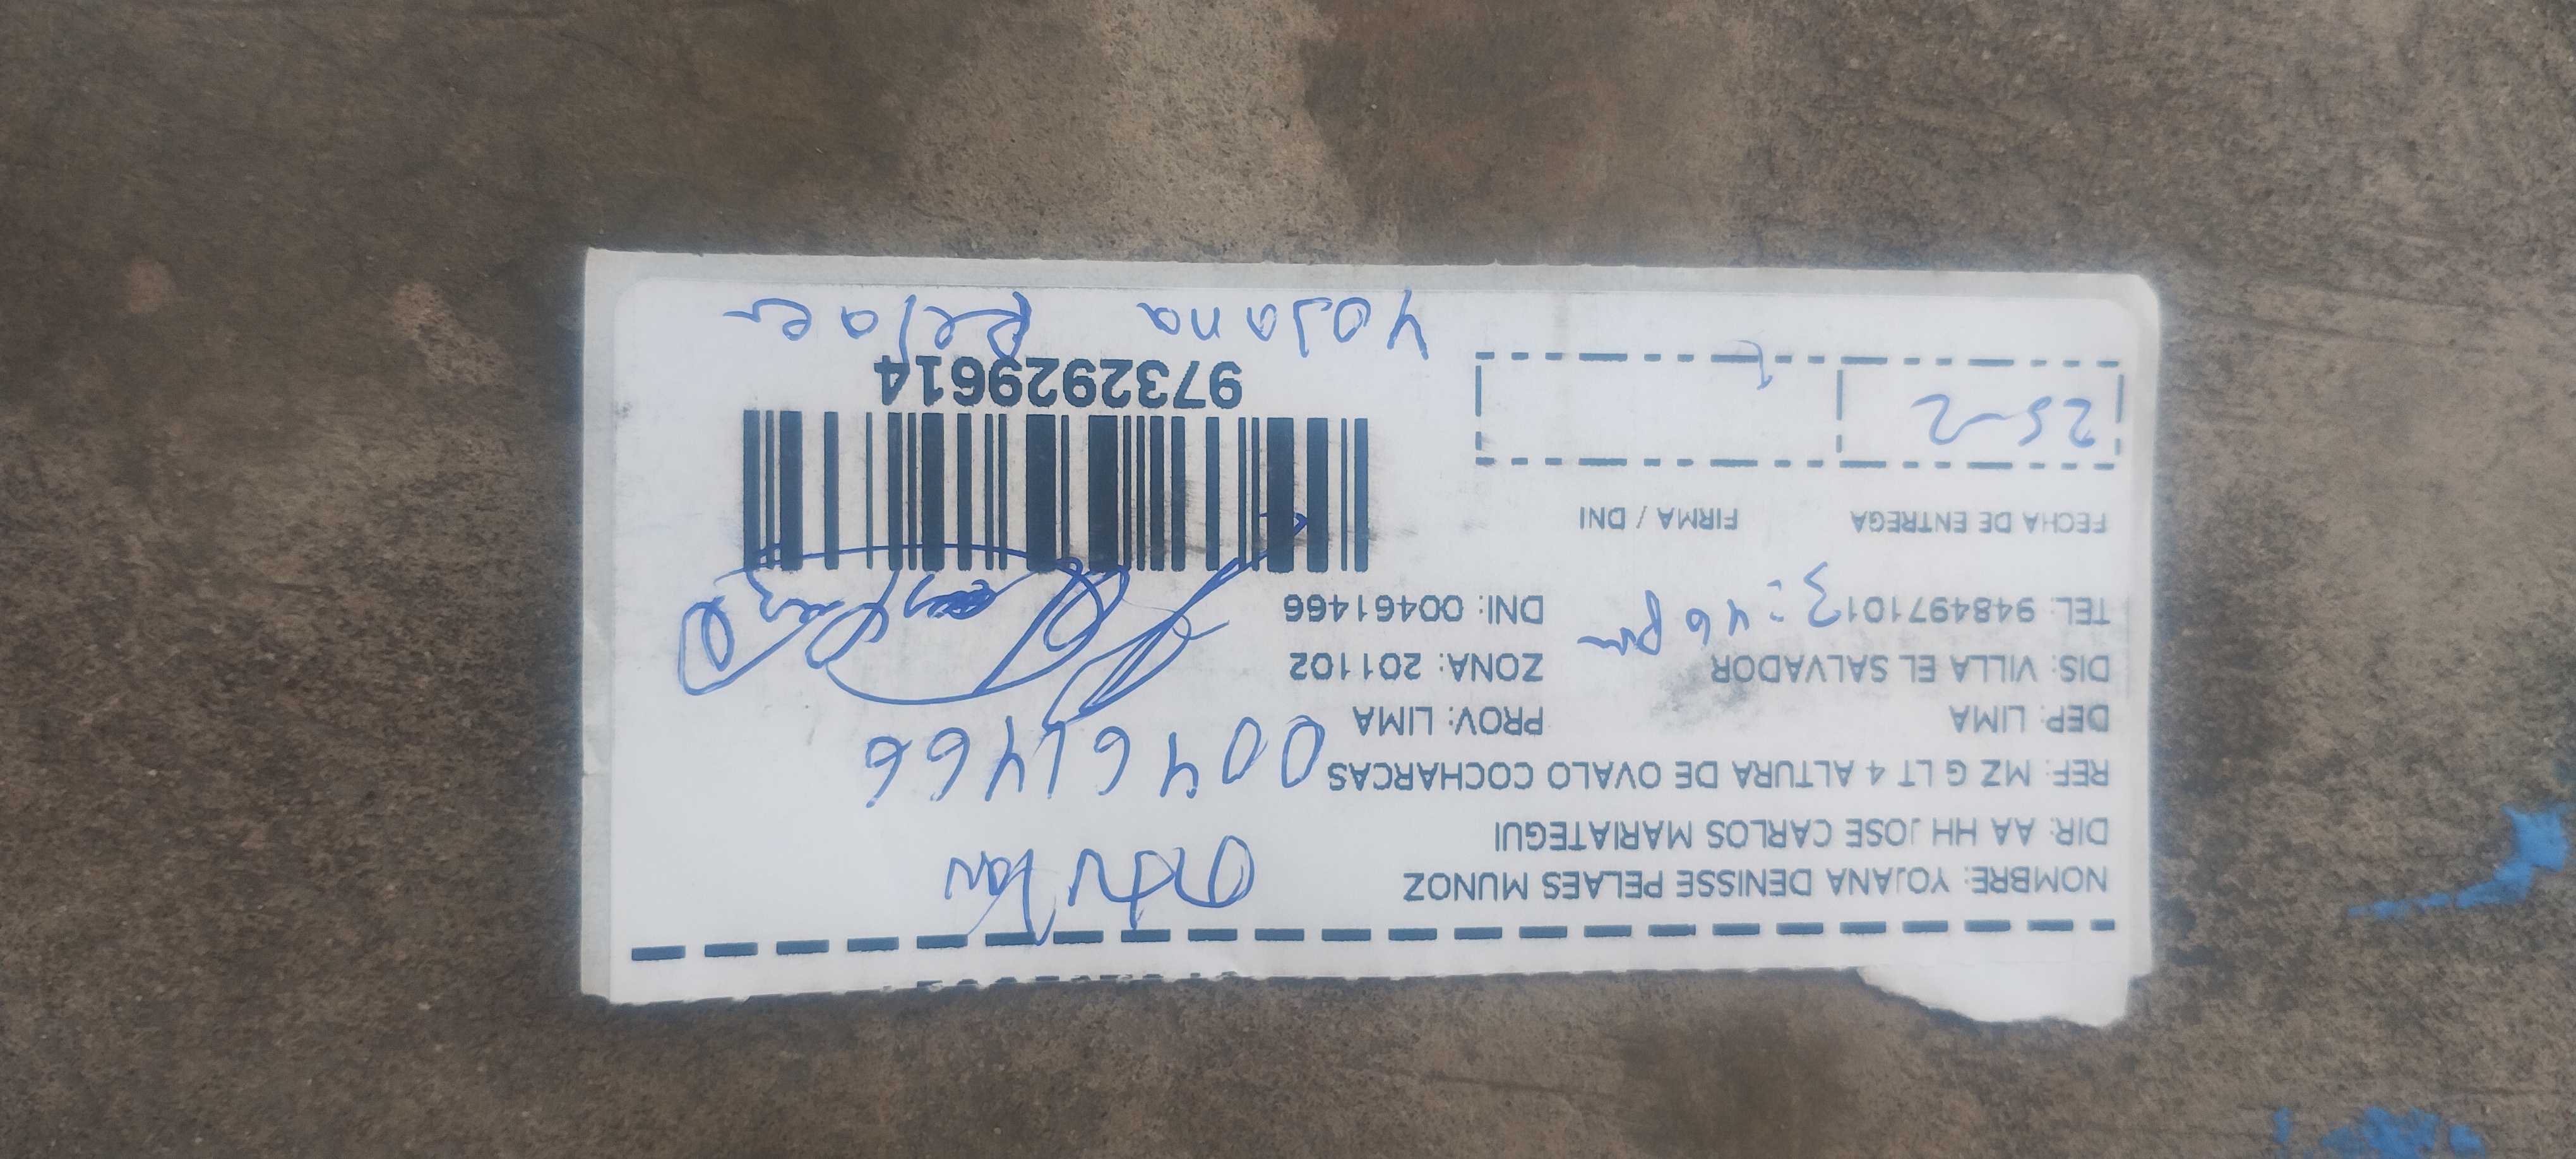 NOMBRE: YOJANA DENISSE PELAES MUNOZ
DIR: AA HH JOSE CARLOS MARIATEGUI
REF: MZ G LT 4 ALTURA DE OVALO COCHARCAS
00461466
DEP: LIMA PROV: LIMA
DIS: VILLA EL SALVADOR ZONA: 201102
TEL: 948497101 3:46 pm DNI: 00461466
FECHA DE ENTREGA FIRMA / DNI
25-2
9732929614
Yojana Pelaes